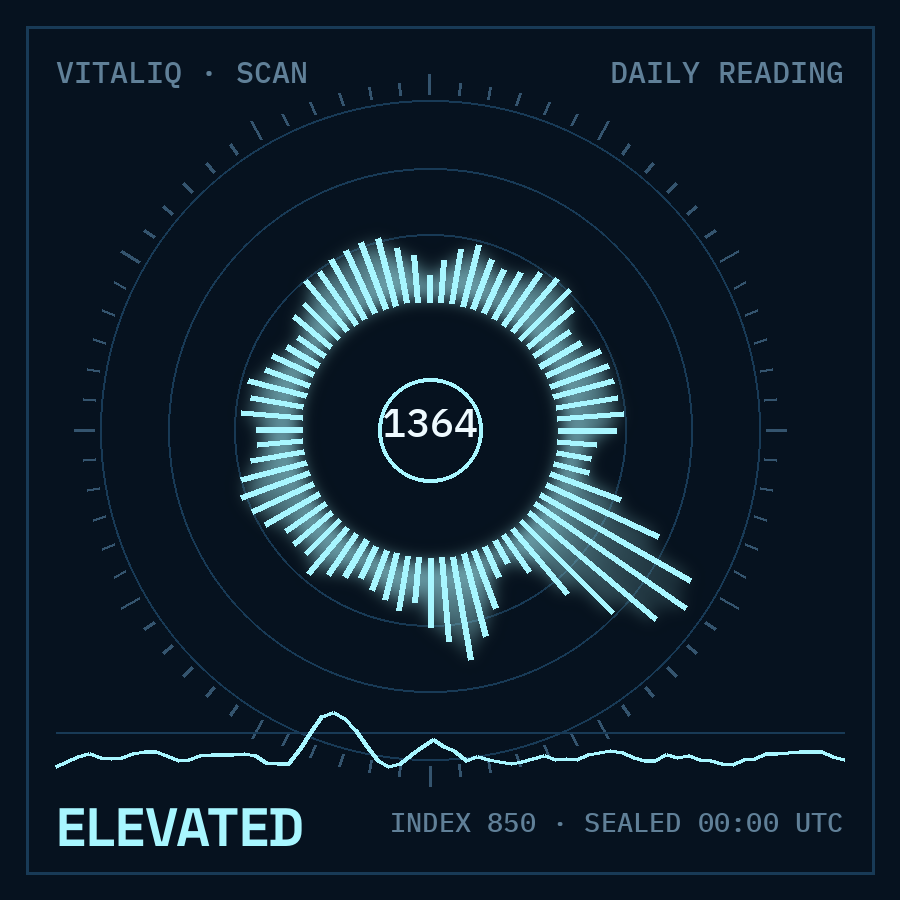 VITALIQ · SCAN
DAILY READING
1364
ELEVATED
INDEX 850 · SEALED 00:00 UTC